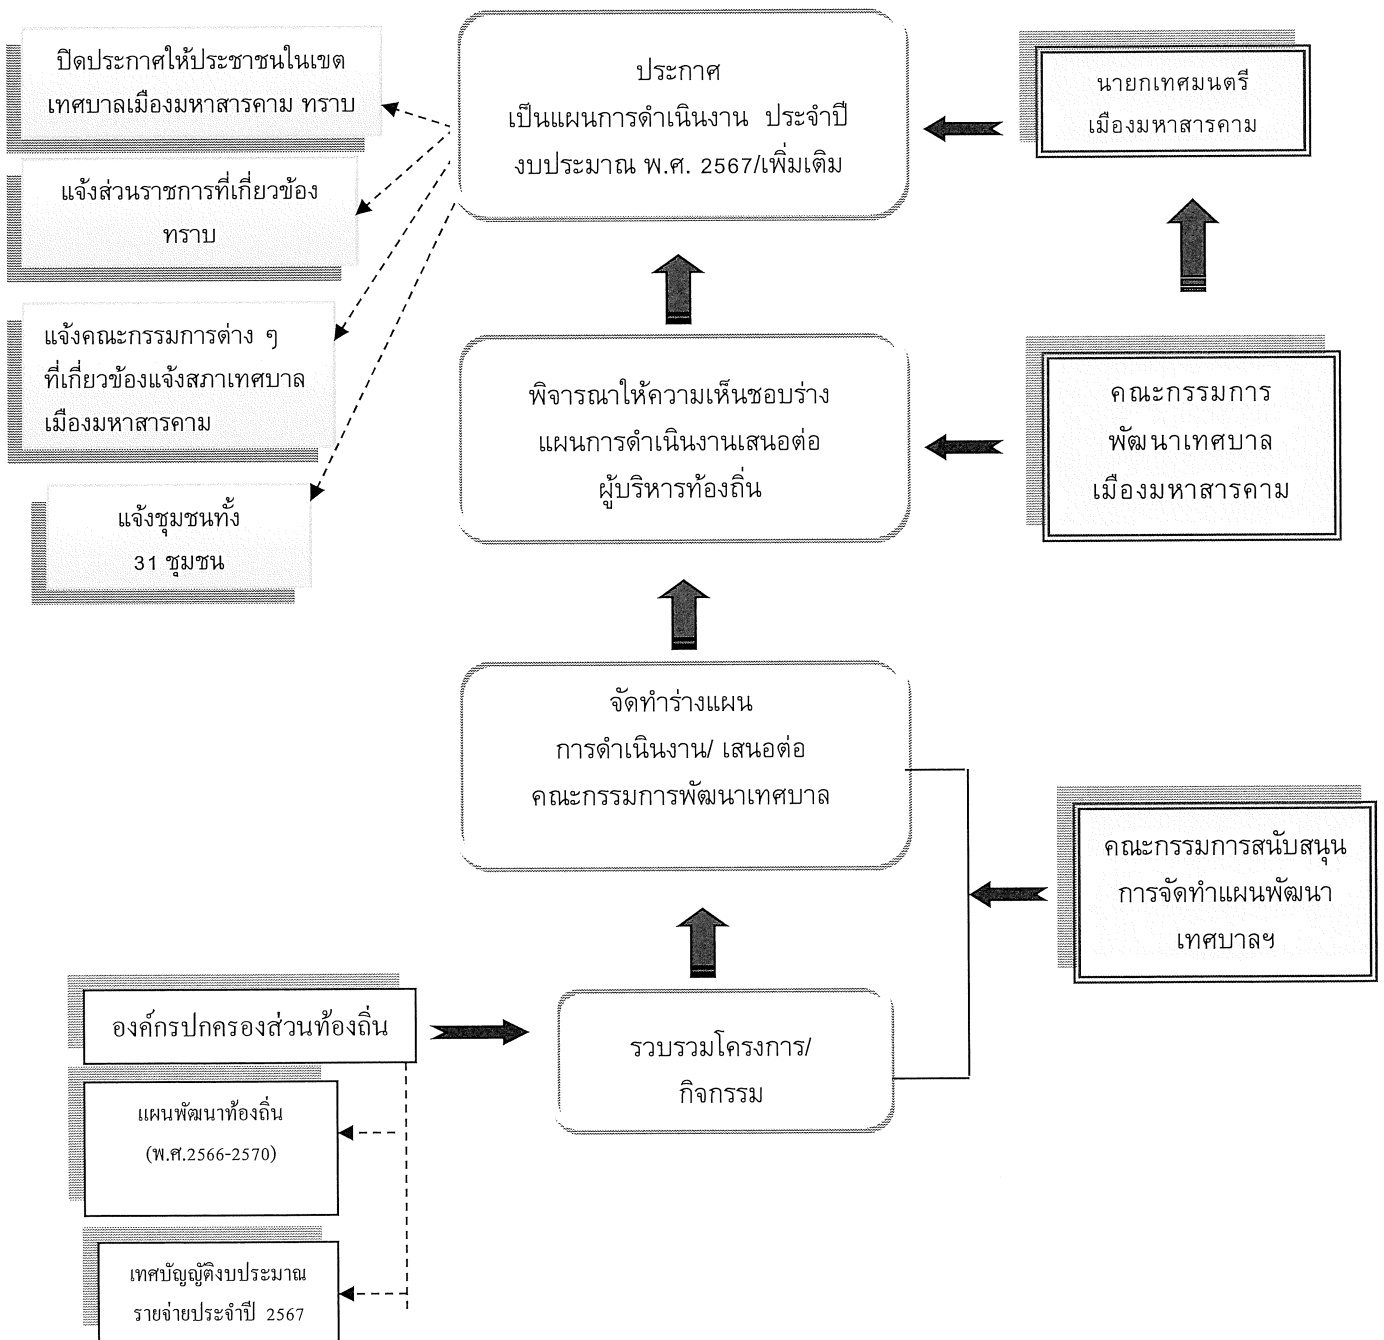 ปิดประกาศให้ประชาชนในเขต
เทศบาลเมืองมหาสารคาม ทราบ
ประกาศ
เป็นแผนการดำเนินงาน ประจำปี
งบประมาณ พ.ศ. 2567/เพิ่มเติม
นายกเทศมนตรี
เมืองมหาสารคาม
แจ้งส่วนราชการที่เกี่ยวข้อง
ทราบ
แจ้งคณะกรรมการต่าง ๆ
ที่เกี่ยวข้องแจ้งสภาเทศบาล
เมืองมหาสารคาม
แจ้งชุมชนทั้ง
31 ชุมชน
พิจารณาให้ความเห็นชอบร่าง
แผนการดำเนินงานเสนอต่อ
ผู้บริหารท้องถิ่น
คณะกรรมการ
พัฒนาเทศบาล
เมืองมหาสารคาม
จัดทำร่างแผน
การดำเนินงาน/ เสนอต่อ
คณะกรรมการพัฒนาเทศบาล
คณะกรรมการสนับสนุน
การจัดทำแผนพัฒนา
เทศบาลฯ
องค์กรปกครองส่วนท้องถิ่น
รวบรวมโครงการ/
กิจกรรม
แผนพัฒนาท้องถิ่น
(พ.ศ.2566-2570)
เทศบัญญัติงบประมาณ
รายจ่ายประจำปี 2567